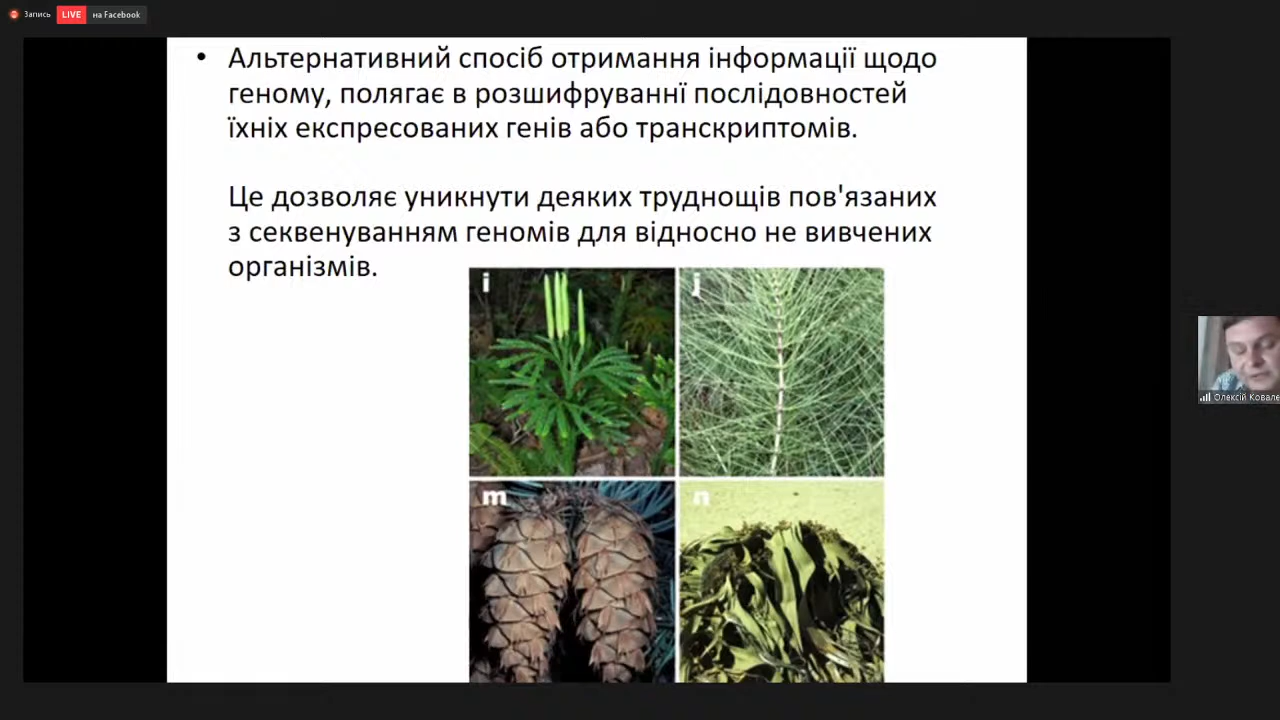 Запись
LIVE
на Facebook
Альтернативний спосіб отримання інформації щодо
геному, полягає в розшифруваннї послідовностей
їхніх експресованих генів або транскриптомів.
Це дозволяє уникнути деяких труднощів пов'язаних
з секвенуванням геномів для відносно не вивчених
організмів.
i
j
m
n
Олексій Ковале